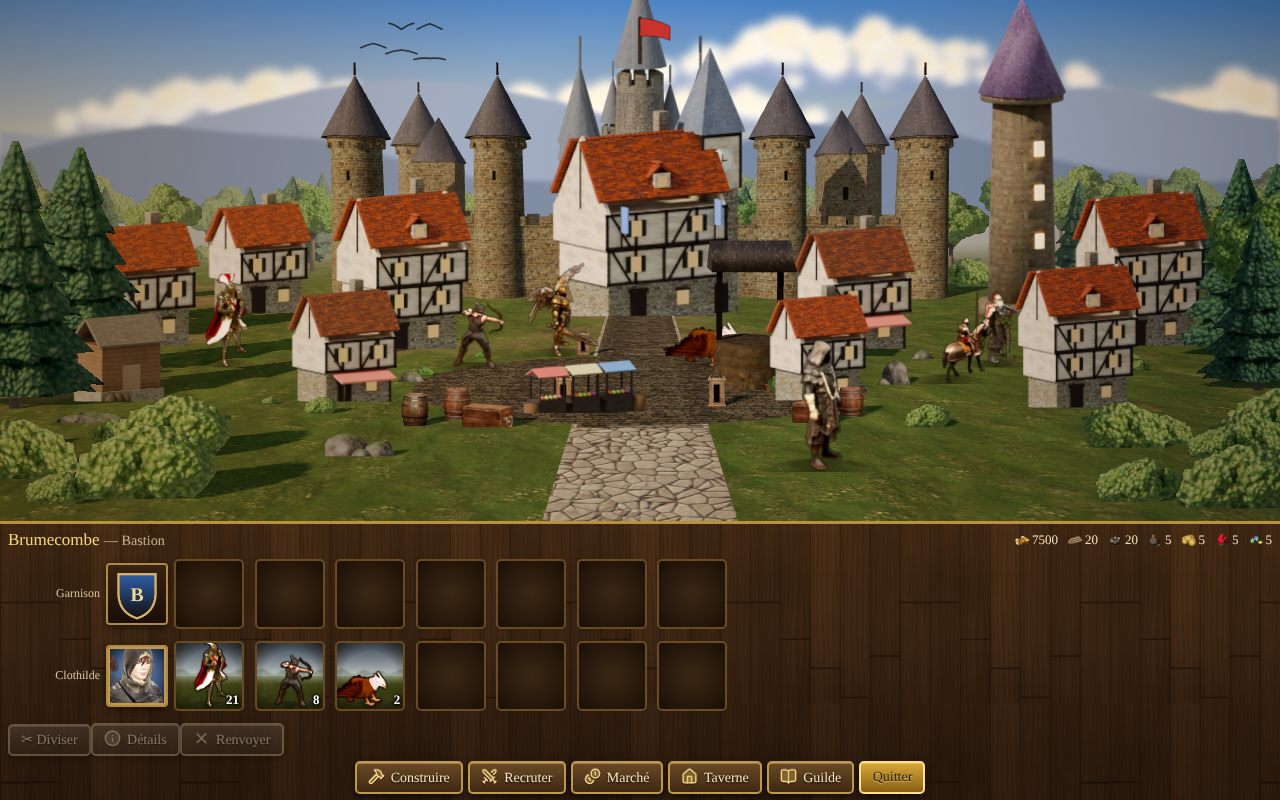 Brumecombe — Bastion
7500 20 20 5 5 5 5
Garnison
B
Clothilde
21 8 2
Diviser Détails Renvoyer
Construire Recruter Marché Taverne Guilde Quitter